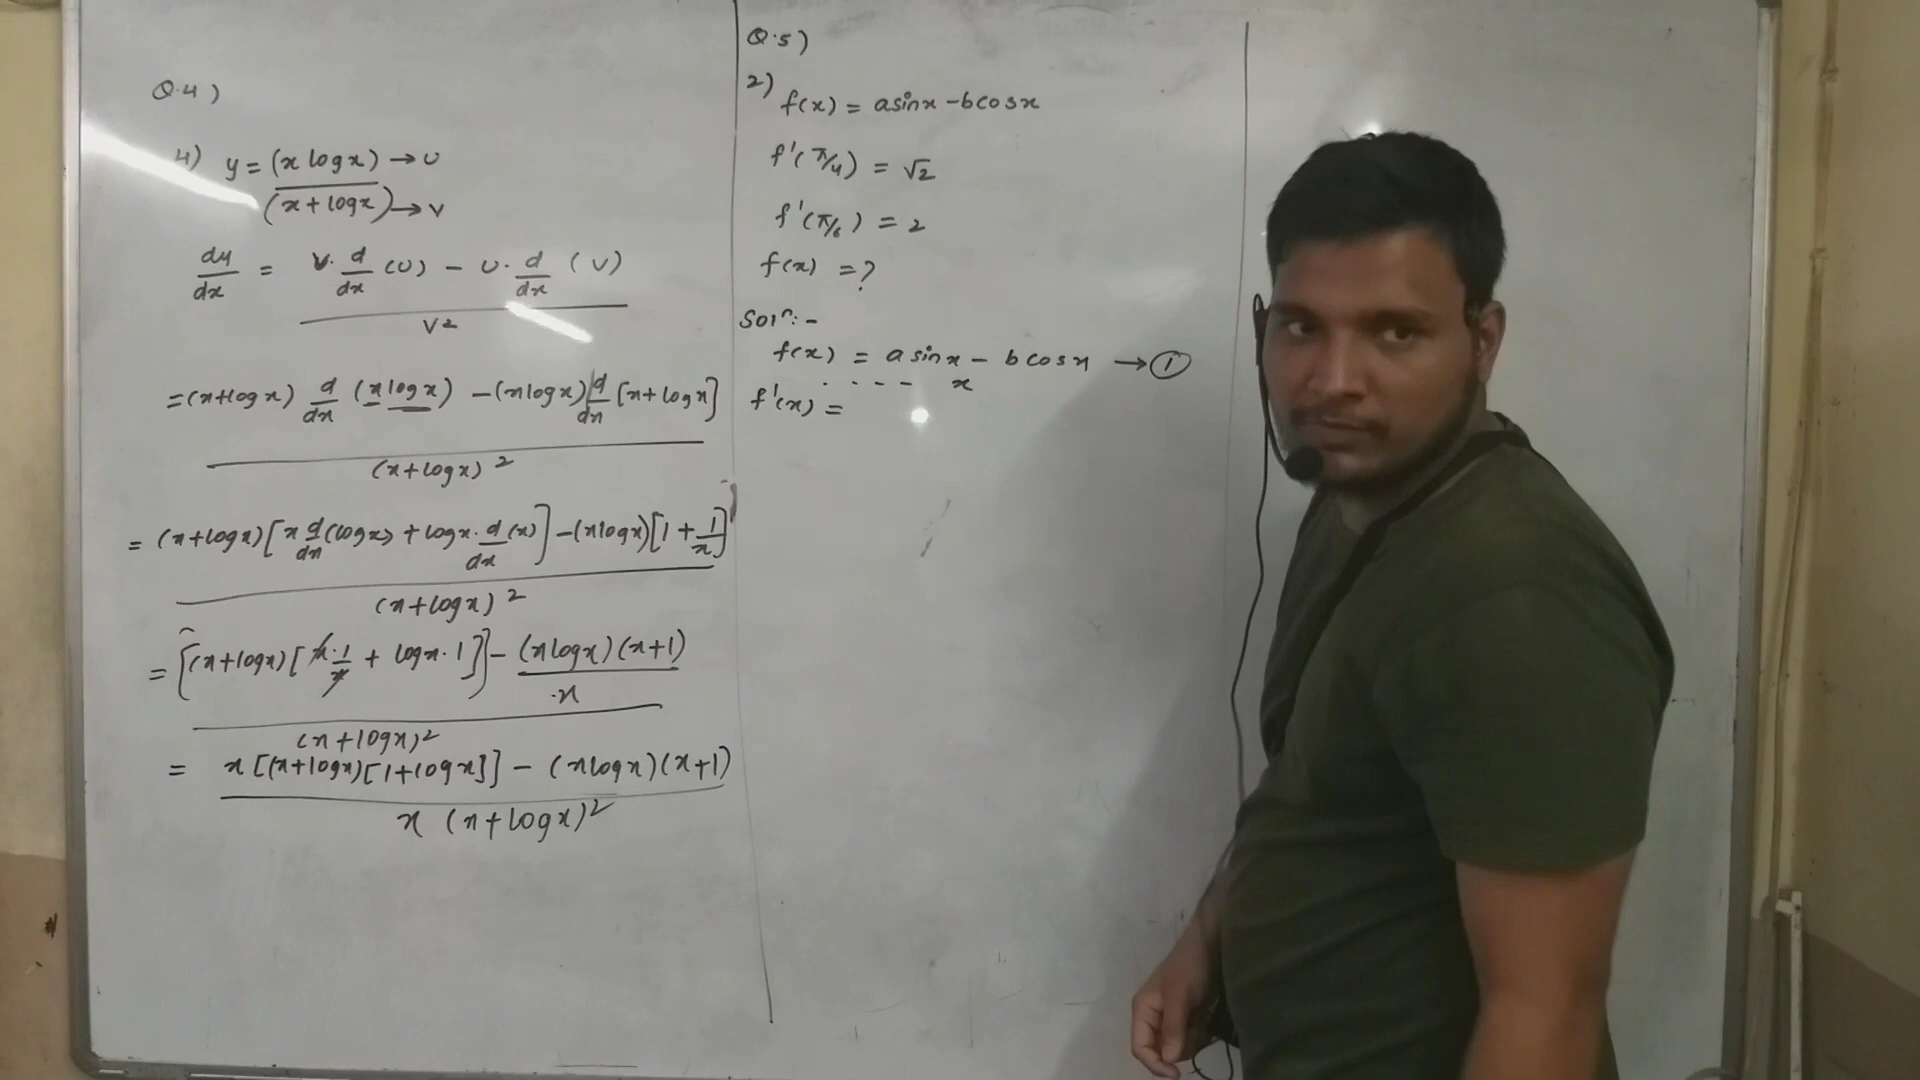 Q.4)
4) y = (x log x) → U
(x + log x) → V
dy/dx = V. d/dx (U) - U. d/dx (V)
V²
= (x+log x) d/dx (x log x) - (x log x) d/dx [x + log x]
(x + log x)²
= (x+log x) [x d/dx (log x) + log x. d/dx (x)] - (x log x) [1 + 1/x]
(x + log x)²
= [(x+log x) [x. 1/x + log x. 1]] - (x log x) (x+1)
x
(x + log x)²
= x [(x+log x) [1+log x]] - (x log x) (x+1)
x (x + log x)²
Q.5)
2) f(x) = a sin x - b cos x
f'(π/4) = √2
f'(π/6) = 2
f(x) = ?
Solⁿ: -
f(x) = a sin x - b cos x → ①
f'(x) =